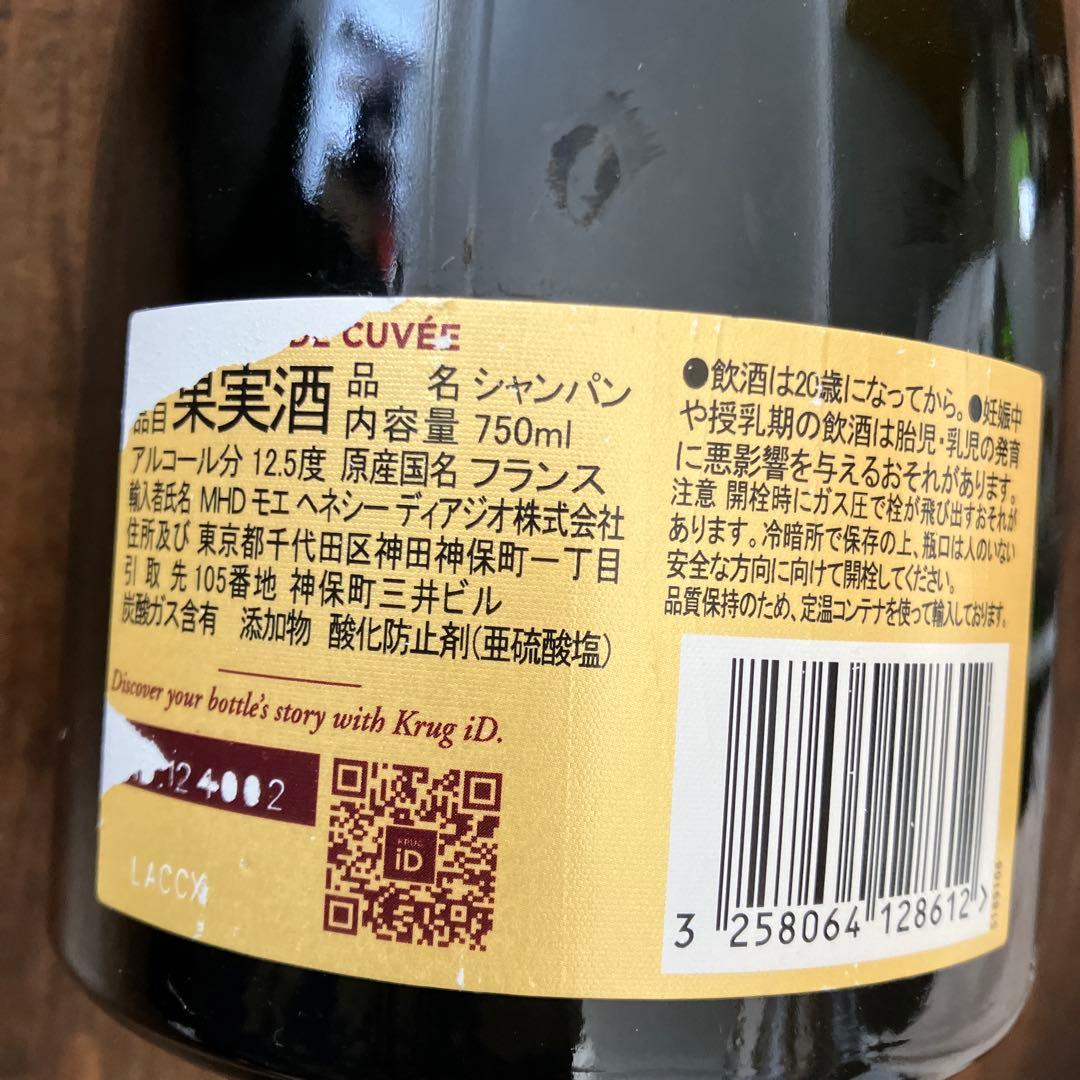 DE CUVÉE
品目 果実酒 品名 シャンパン
内容量 750ml
アルコール分 12.5度 原産国名 フランス
輸入者氏名 MHD モエ ヘネシー ディアジオ株式会社
住所及び 東京都千代田区神田神保町一丁目
引取先 105番地 神保町三井ビル
炭酸ガス含有 添加物 酸化防止剤(亜硫酸塩)
Discover your bottle's story with Krug iD.
124002
KRUG
iD
LACCX
●飲酒は20歳になってから。●妊娠中
や授乳期の飲酒は胎児・乳児の発育
に悪影響を与えるおそれがあります。
注意 開栓時にガス圧で栓が飛び出すおそれが
あります。冷暗所で保存の上、瓶口は人のいない
安全な方向に向けて開栓してください。
品質保持のため、定温コンテナを使って輸入しております。
3 258064 128612 >